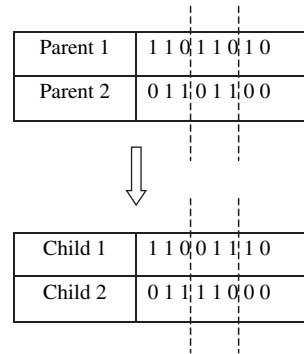 Parent 1 1 1 0 1 1 0 1 0
Parent 2 0 1 1 0 1 1 0 0
Child 1 1 1 0 0 1 1 1 0
Child 2 0 1 1 1 1 0 0 0